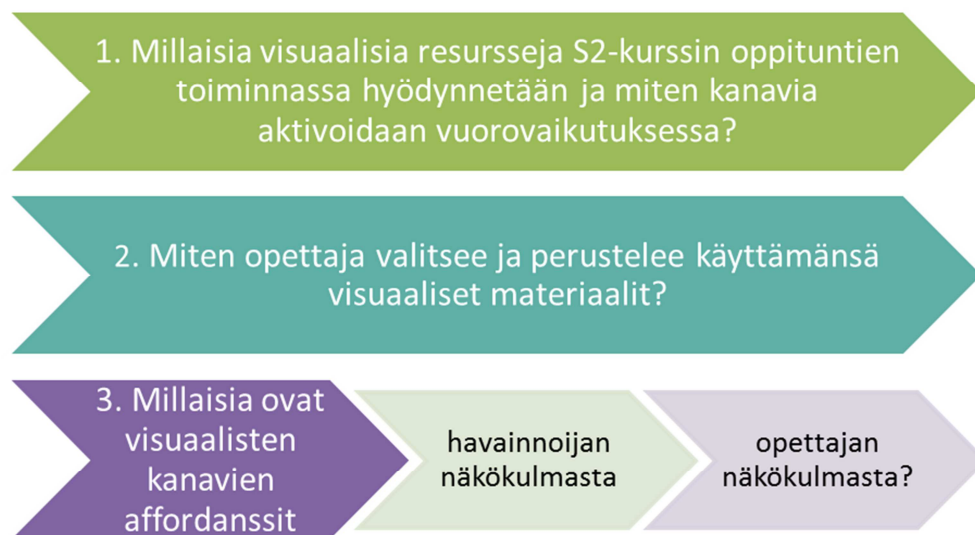 1. Millaisia visuaalisia resursseja S2-kurssin oppituntien
toiminnassa hyödynnetään ja miten kanavia
aktivoidaan vuorovaikutuksessa?
2. Miten opettaja valitsee ja perustelee käyttämänsä
visuaaliset materiaalit?
3. Millaisia ovat
visuaalisten
kanavien
affordanssit
havainnoijan
näkökulmasta
opettajan
näkökulmasta?